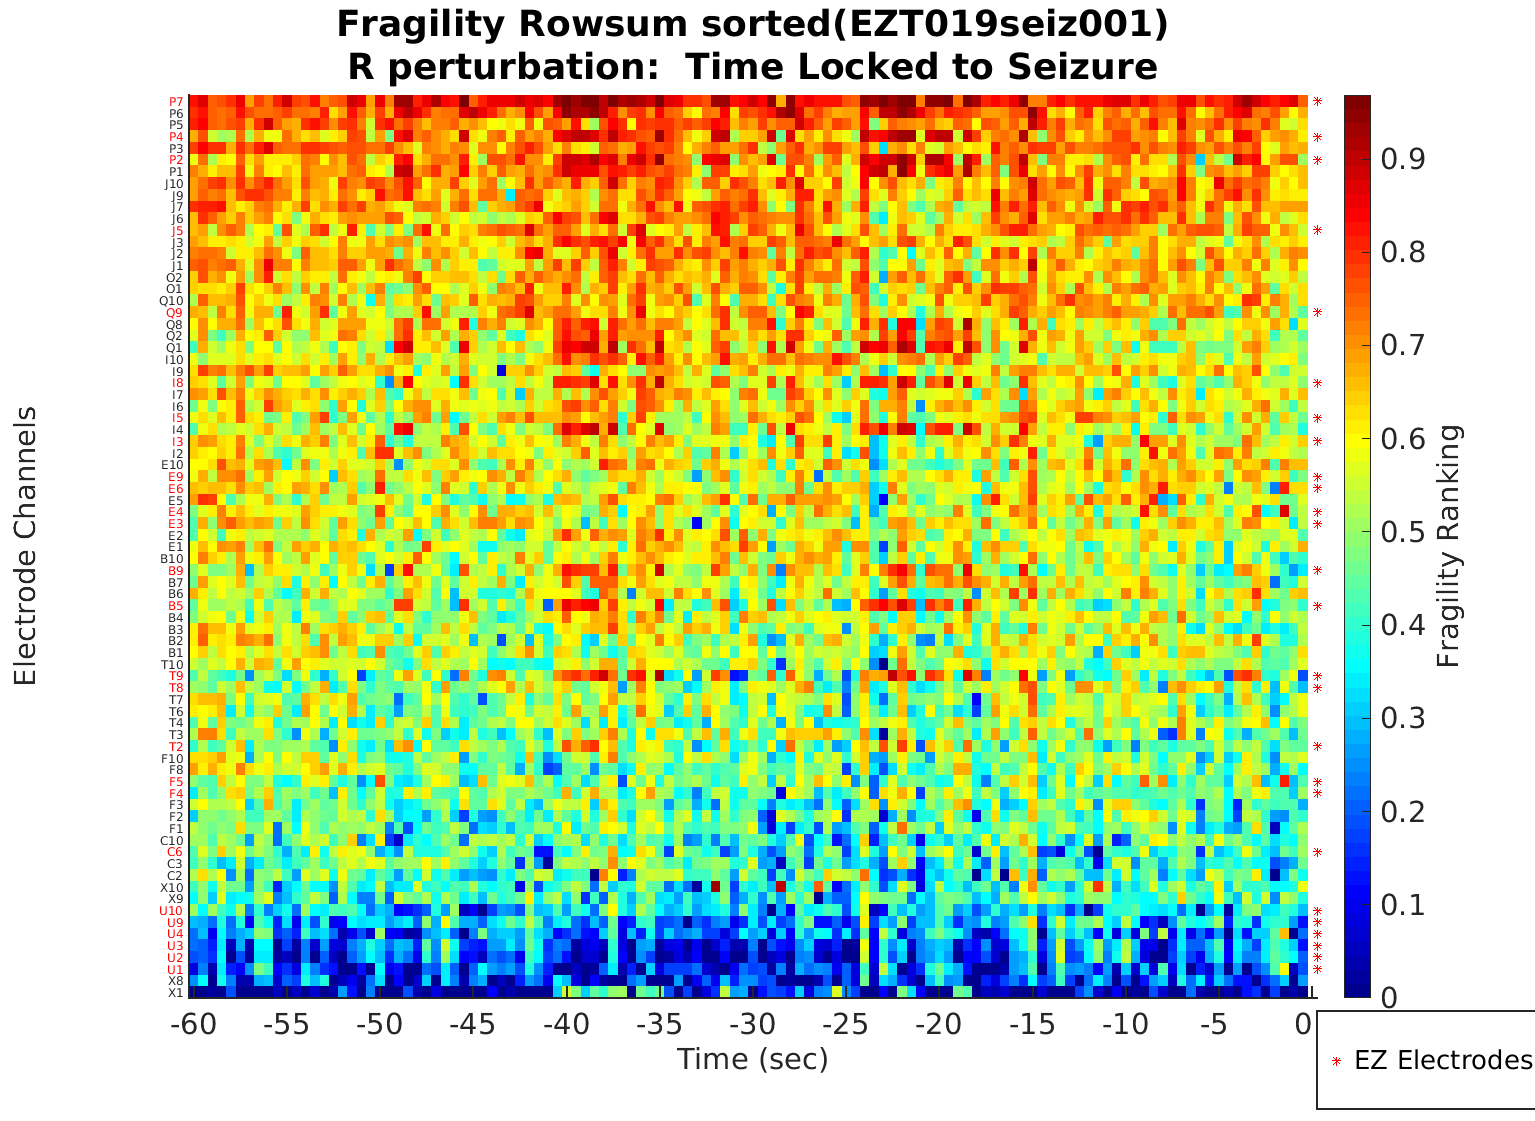 Fragility Rowsum sorted(EZT019seiz001)
R perturbation:  Time Locked to Seizure
Electrode Channels
P7
P6
P5
P4
P3
P2
P1
J10
J9
J7
J6
J5
J3
J2
J1
O2
O1
Q10
Q9
Q8
Q2
Q1
I10
I9
I8
I7
I6
I5
I4
I3
I2
E10
E9
E6
E5
E4
E3
E2
E1
B10
B9
B7
B6
B5
B4
B3
B2
B1
T10
T9
T8
T7
T6
T4
T3
T2
F10
F8
F5
F4
F3
F2
F1
C10
C6
C3
C2
X10
X9
U10
U9
U4
U3
U2
U1
X8
X1
-60 -55 -50 -45 -40 -35 -30 -25 -20 -15 -10 -5 0
Time (sec)
0.9
0.8
0.7
0.6
0.5
0.4
0.3
0.2
0.1
0
Fragility Ranking
EZ Electrodes